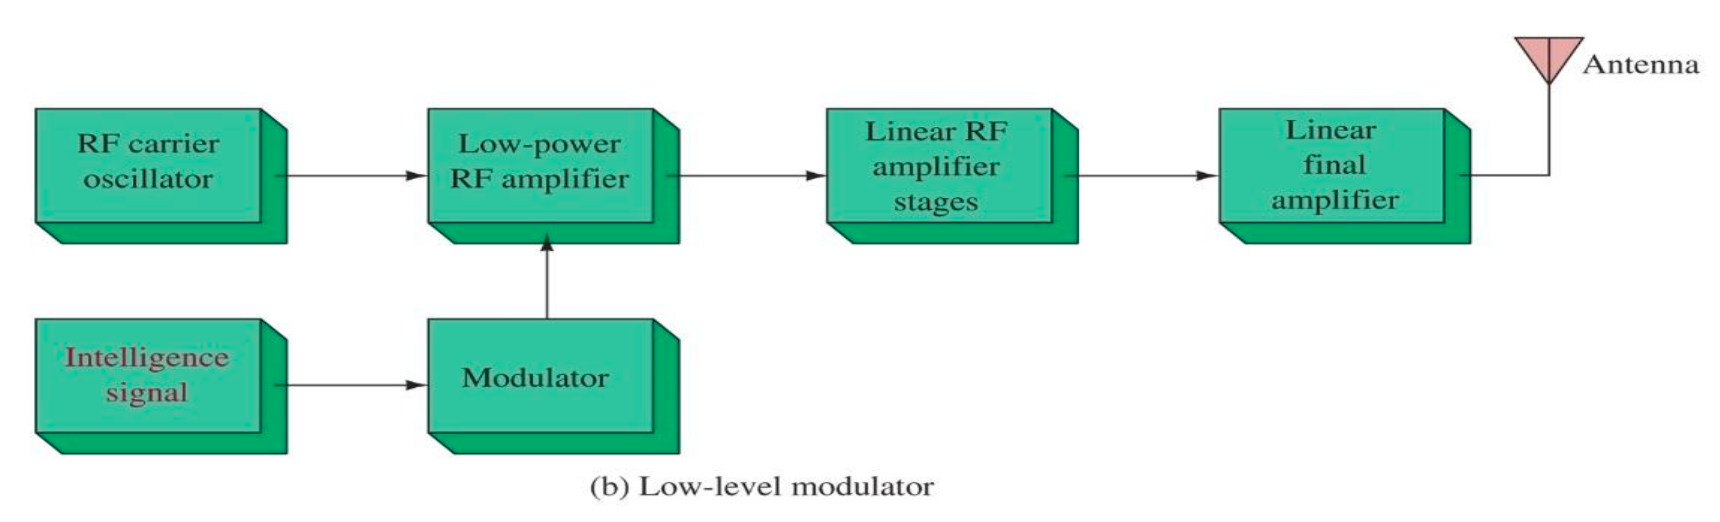 Antenna
RF carrier
oscillator
Low-power
RF amplifier
Linear RF
amplifier
stages
Linear
final
amplifier
Intelligence
signal
Modulator
(b) Low-level modulator